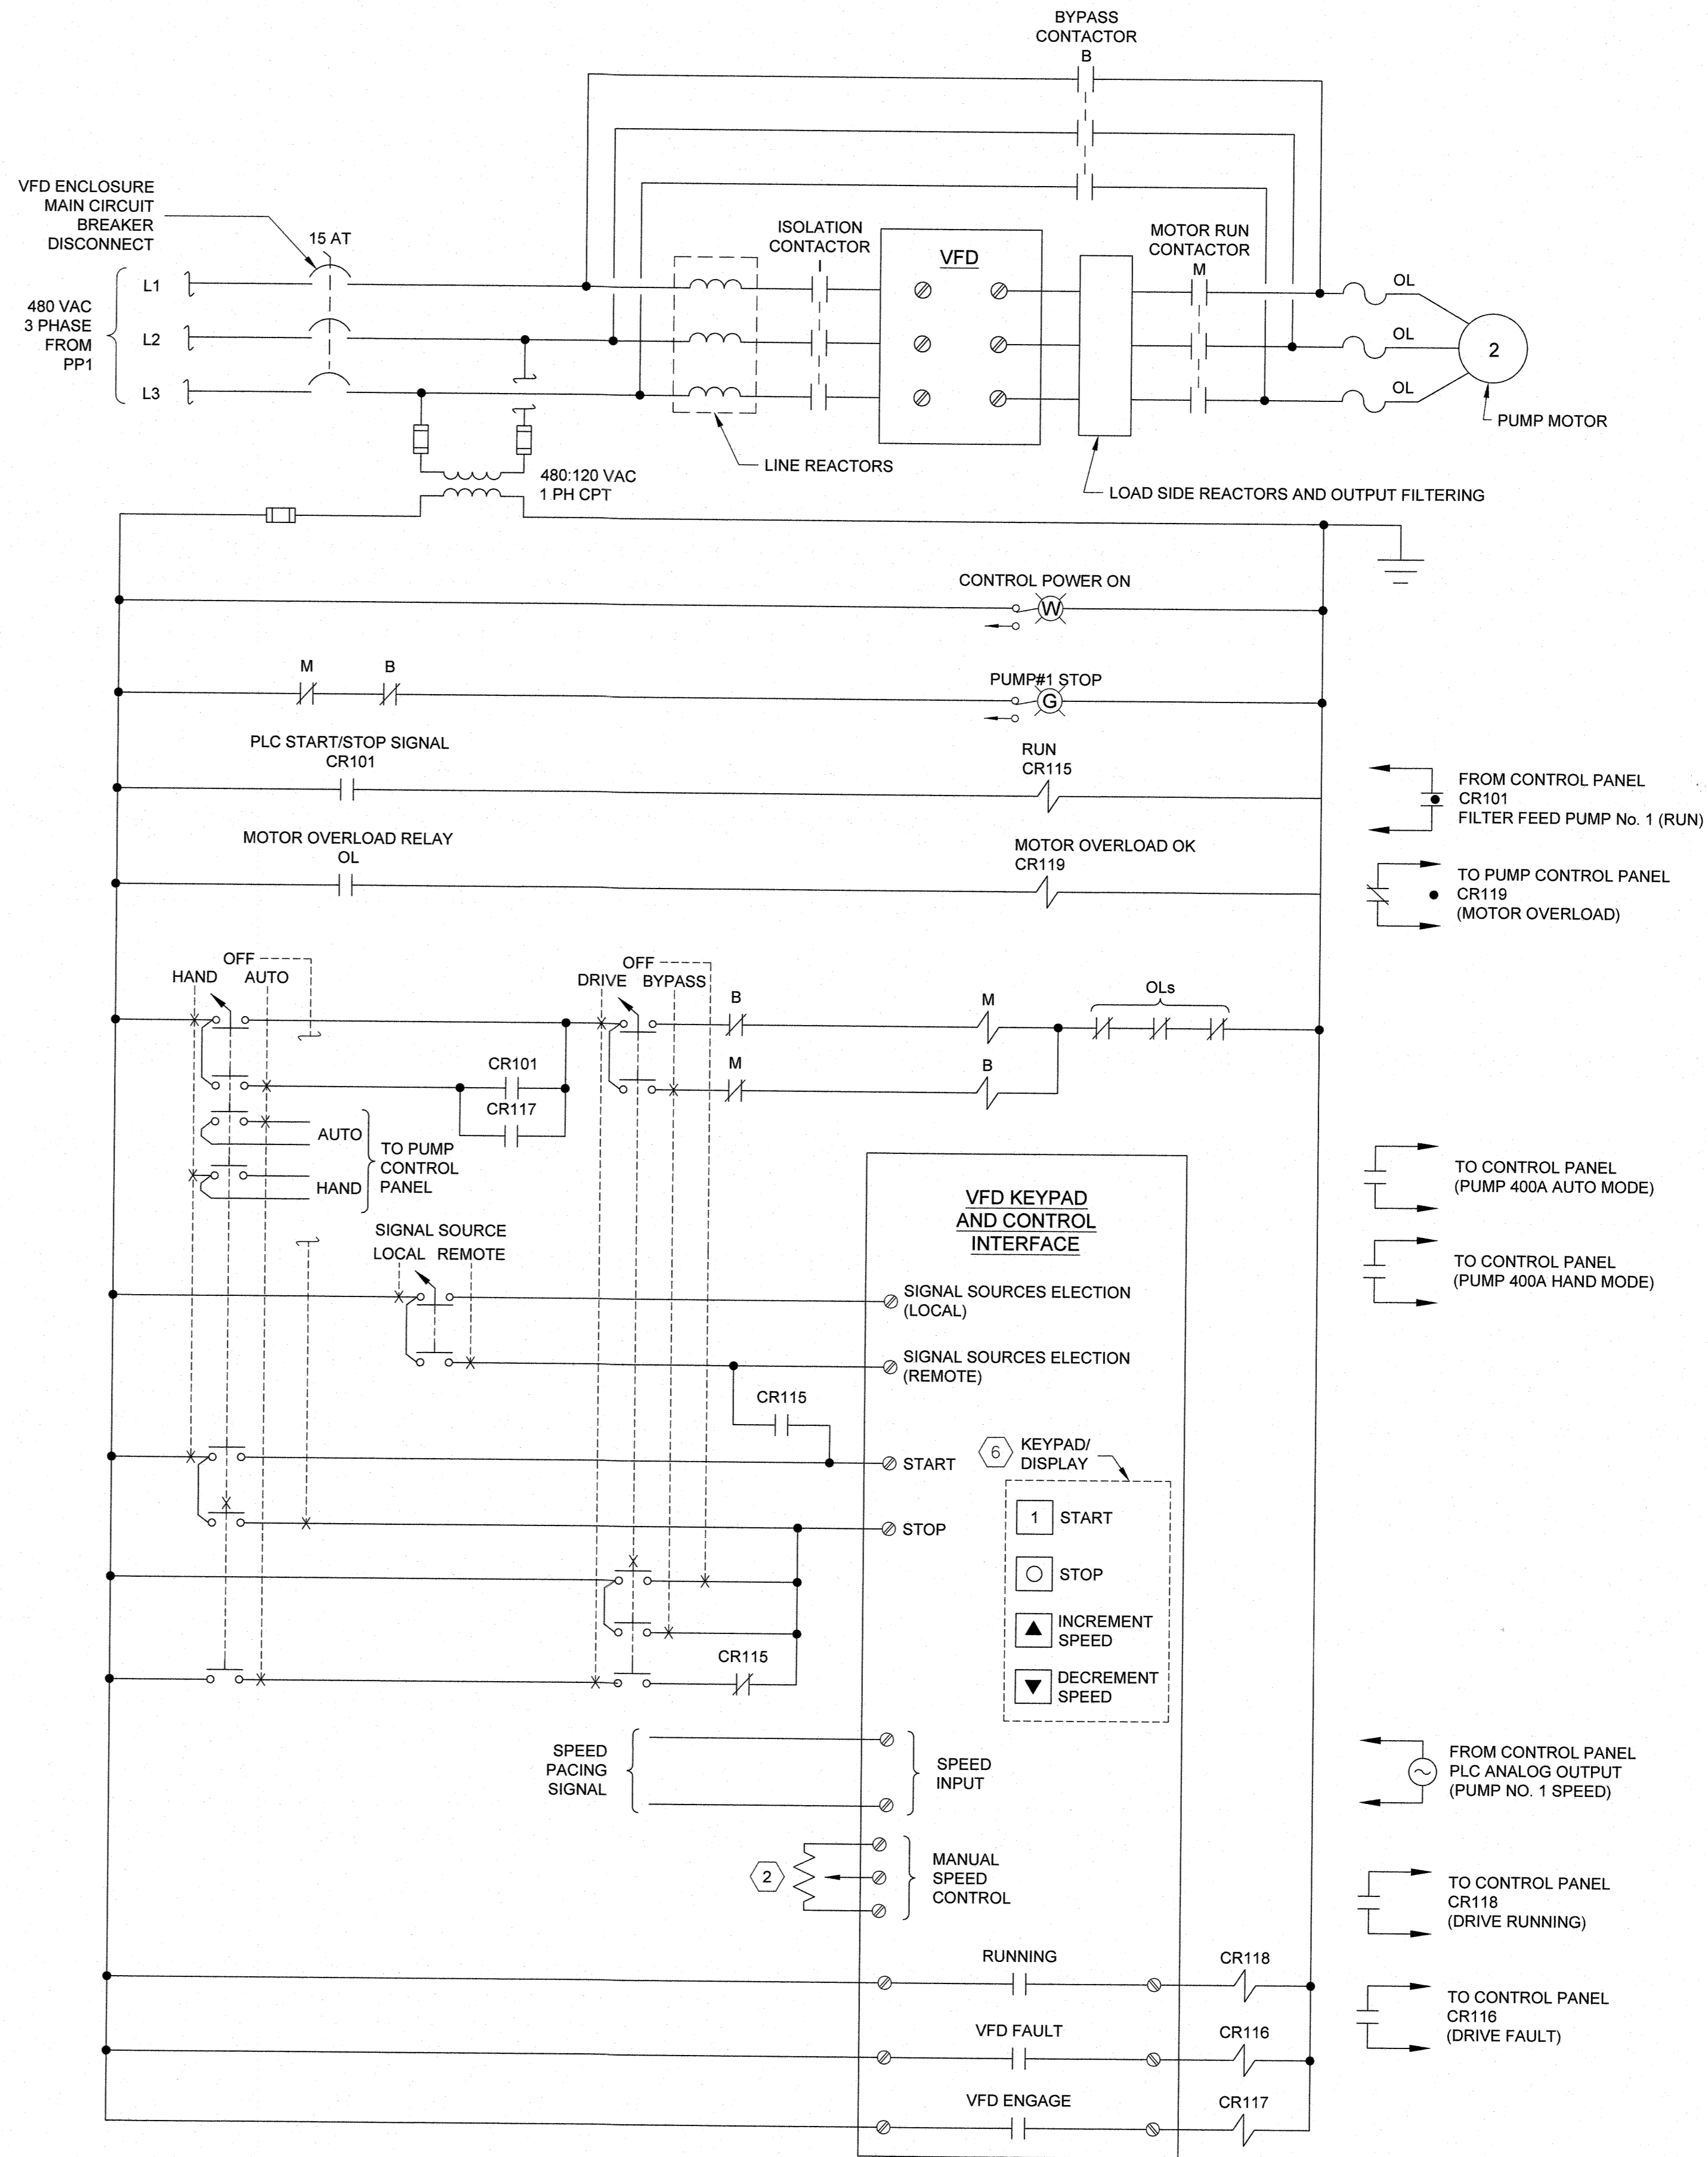 BYPASS
CONTACTOR
B
VFD ENCLOSURE
MAIN CIRCUIT
BREAKER
DISCONNECT
15 AT
ISOLATION
CONTACTOR
I
VFD
MOTOR RUN
CONTACTOR
M
480 VAC
3 PHASE
FROM
PP1
L1
L2
L3
OL
OL
OL
2
PUMP MOTOR
LINE REACTORS
LOAD SIDE REACTORS AND OUTPUT FILTERING
480:120 VAC
1 PH CPT
CONTROL POWER ON
W
M
B
PUMP#1 STOP
G
PLC START/STOP SIGNAL
CR101
RUN
CR115
FROM CONTROL PANEL
CR101
FILTER FEED PUMP No. 1 (RUN)
MOTOR OVERLOAD RELAY
OL
MOTOR OVERLOAD OK
CR119
TO PUMP CONTROL PANEL
CR119
(MOTOR OVERLOAD)
OFF
HAND
AUTO
OFF
DRIVE
BYPASS
B
M
OLs
CR101
M
B
CR117
AUTO
HAND
TO PUMP
CONTROL
PANEL
TO CONTROL PANEL
(PUMP 400A AUTO MODE)
TO CONTROL PANEL
(PUMP 400A HAND MODE)
SIGNAL SOURCE
LOCAL
REMOTE
VFD KEYPAD
AND CONTROL
INTERFACE
SIGNAL SOURCES ELECTION
(LOCAL)
SIGNAL SOURCES ELECTION
(REMOTE)
CR115
START
6
KEYPAD/
DISPLAY
1
START
STOP
STOP
INCREMENT
SPEED
DECREMENT
SPEED
CR115
SPEED
PACING
SIGNAL
SPEED
INPUT
FROM CONTROL PANEL
PLC ANALOG OUTPUT
(PUMP NO. 1 SPEED)
2
MANUAL
SPEED
CONTROL
TO CONTROL PANEL
CR118
(DRIVE RUNNING)
RUNNING
CR118
TO CONTROL PANEL
CR116
(DRIVE FAULT)
VFD FAULT
CR116
VFD ENGAGE
CR117